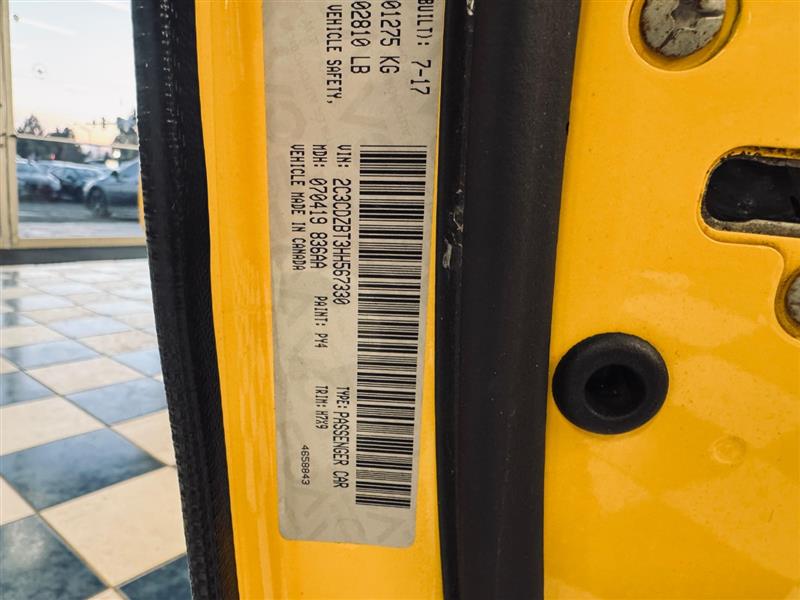 BUILT): 7-17
01275 KG
02810 LB
VEHICLE SAFETY,
VIN: 2C3CDZBT3HH567330
MDH: 070419 836AA
VEHICLE MADE IN CANADA
PAINT: PY4
TYPE: PASSENGER CAR
TRIM: H7X9
4658843